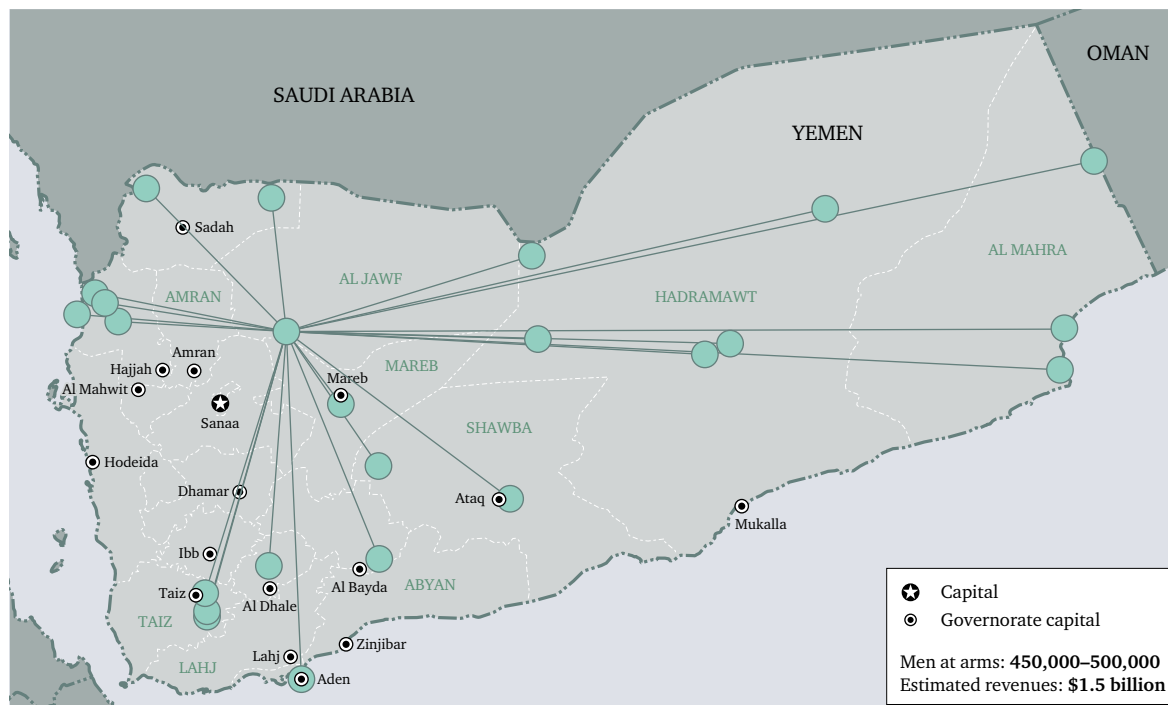 OMAN
SAUDI ARABIA
YEMEN
Sadah
AL MAHRA
AL JAWF
AMRAN
HADRAMAWT
Amran
Hajjah
MAREB
Mareb
Al Mahwit
Sanaa
SHAWBA
Hodeida
Dhamar
Ataq
Mukalla
Ibb
Al Bayda
ABYAN
Taiz
Al Dhale
TAIZ
Zinjibar
Lahj
LAHJ
Aden
Capital
Governorate capital
Men at arms: 450,000–500,000
Estimated revenues: $1.5 billion